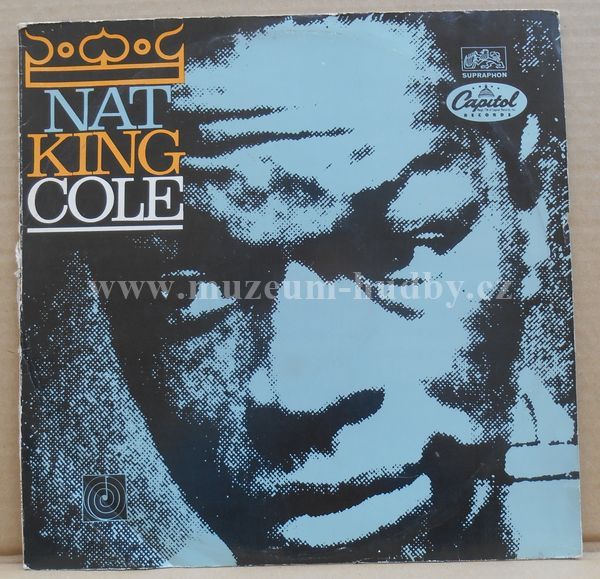 NAT
KING
COLE
SUPRAPHON
Capitol
RECORDS
www.muzeum-hudby.cz